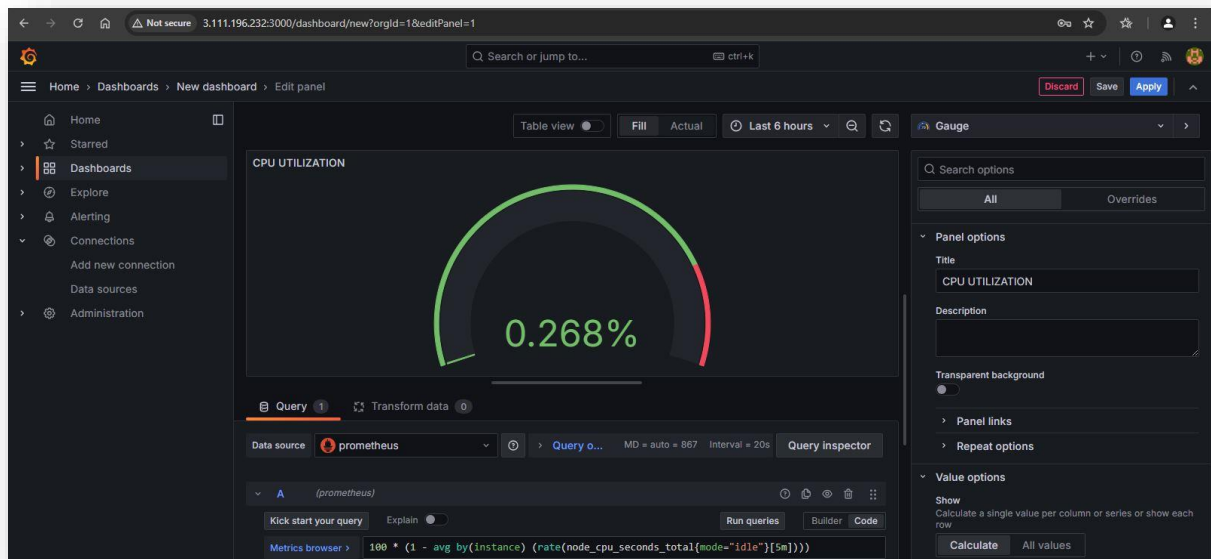 Not secure 3.111.196.232:3000/dashboard/new?orgId=1&editPanel=1
Search or jump to... ctrl+k
Home > Dashboards > New dashboard > Edit panel
Discard Save Apply
Home
Starred
Dashboards
Explore
Alerting
Connections
Add new connection
Data sources
Administration
Table view Fill Actual Last 6 hours
CPU UTILIZATION
0.268%
Query 1 Transform data 0
Data source prometheus > Query o... MD = auto = 867 Interval = 20s Query inspector
A (prometheus)
Kick start your query Explain Run queries Builder Code
Metrics browser > 100 * (1 - avg by(instance) (rate(node_cpu_seconds_total{mode="idle"}[5m])))
Gauge
Search options
All Overrides
Panel options
Title
CPU UTILIZATION
Description
Transparent background
Panel links
Repeat options
Value options
Show
Calculate a single value per column or series or show each
row
Calculate All values